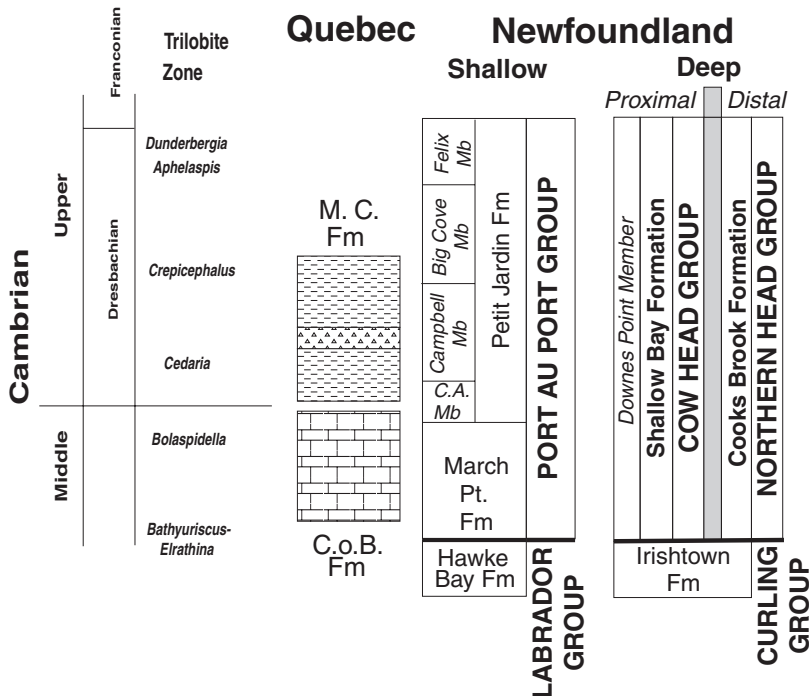 Quebec
Newfoundland
Trilobite
Zone
Shallow
Deep
Proximal
Distal
Cambrian
Upper
Middle
Franconian
Dresbachian
Dunderbergia
Aphelaspis
Crepicephalus
Cedaria
Bolaspidella
Bathyuriscus-
Elrathina
M. C.
Fm
C.o.B.
Fm
Felix
Mb
Big Cove
Mb
Campbell
Mb
C.A.
Mb
Petit Jardin Fm
March
Pt.
Fm
Hawke
Bay Fm
PORT AU PORT GROUP
LABRADOR
GROUP
Downes Point Member
Shallow Bay Formation
COW HEAD GROUP
Cooks Brook Formation
NORTHERN HEAD GROUP
Irishtown
Fm
CURLING
GROUP